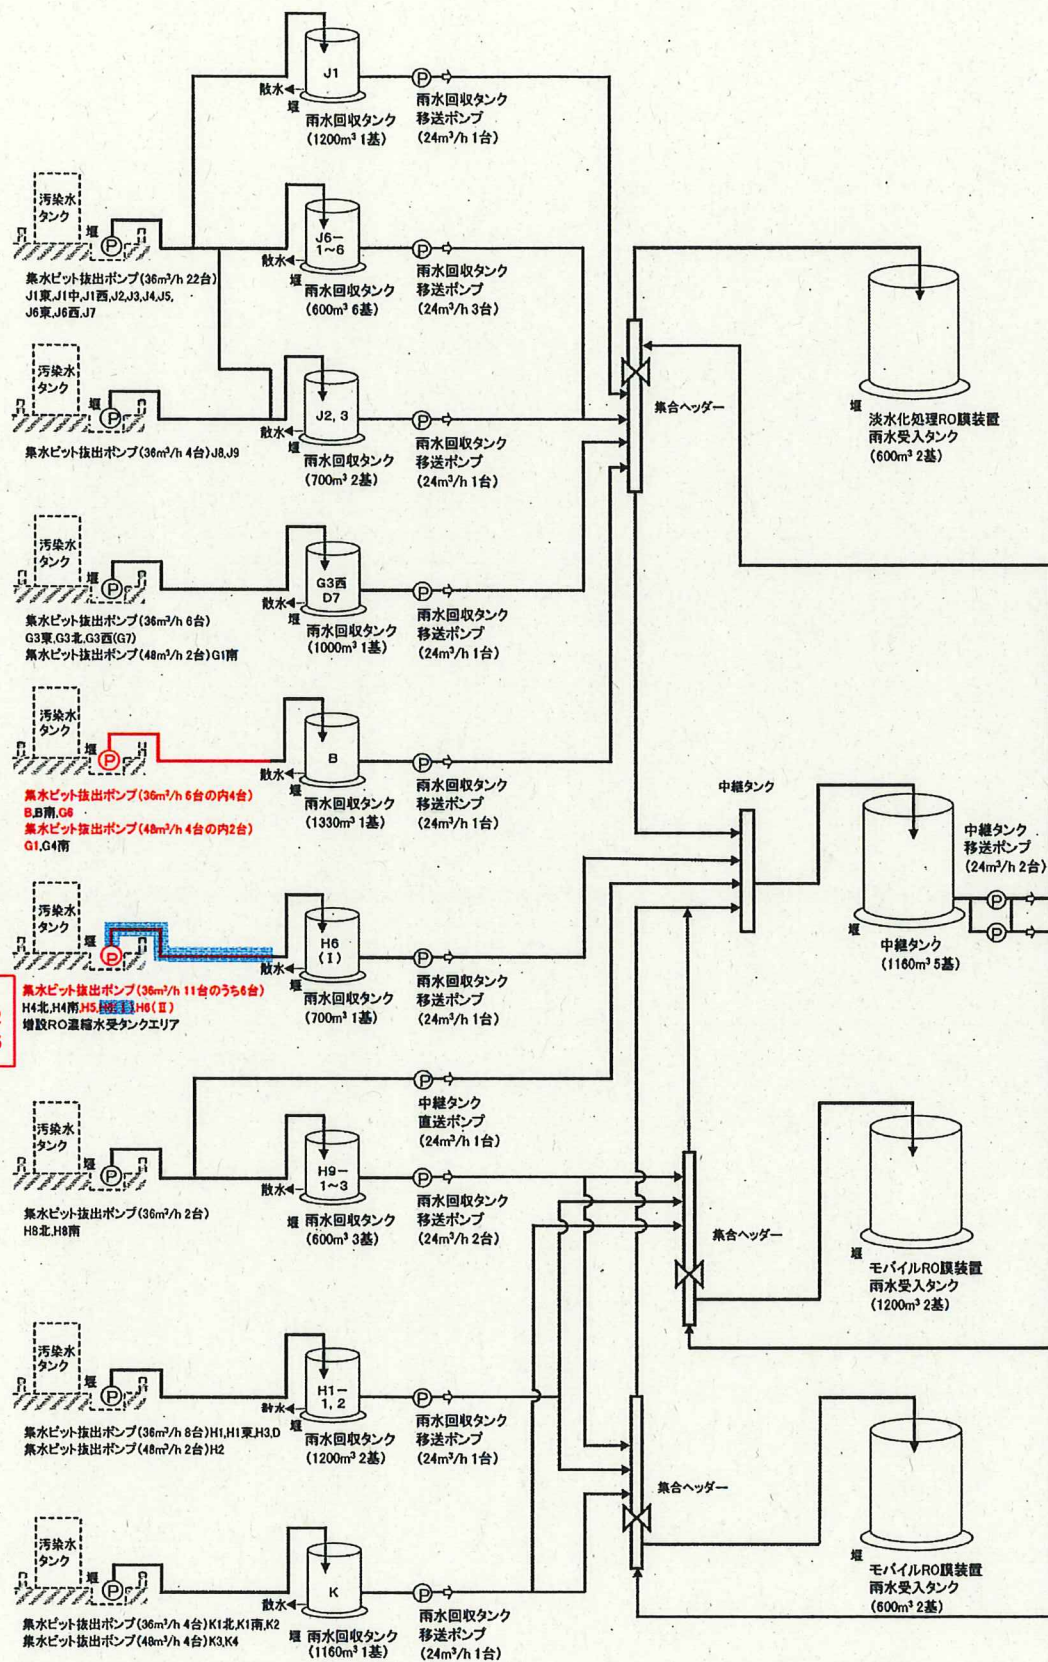 J1
散水
堰
雨水回収タンク
(1200m³ 1基)
P
雨水回収タンク
移送ポンプ
(24m³/h 1台)
汚染水
タンク
堰
P
集水ピット抜出ポンプ(36m³/h 22台)
J1東,J1中,J1西,J2,J3,J4,J5,
J6東,J6西,J7
J6－
1～6
散水
堰
雨水回収タンク
(600m³ 6基)
P
雨水回収タンク
移送ポンプ
(24m³/h 3台)
汚染水
タンク
堰
P
集水ピット抜出ポンプ(36m³/h 4台)J8,J9
J2, 3
散水
堰
雨水回収タンク
(700m³ 2基)
P
雨水回収タンク
移送ポンプ
(24m³/h 1台)
集合ヘッダー
堰
淡水化処理RO膜装置
雨水受入タンク
(600m³ 2基)
汚染水
タンク
堰
P
集水ピット抜出ポンプ(36m³/h 6台)
G3東,G3北,G3西(G7)
集水ピット抜出ポンプ(48m³/h 2台)G1南
G3西
D7
散水
堰
雨水回収タンク
(1000m³ 1基)
P
雨水回収タンク
移送ポンプ
(24m³/h 1台)
汚染水
タンク
堰
P
集水ピット抜出ポンプ(36m³/h 6台の内4台)
B,B南,G6
集水ピット抜出ポンプ(48m³/h 4台の内2台)
G1,G4南
B
散水
堰
雨水回収タンク
(1330m³ 1基)
P
雨水回収タンク
移送ポンプ
(24m³/h 1台)
中継タンク
汚染水
タンク
堰
P
集水ピット抜出ポンプ(36m³/h 11台のうち6台)
H4北,H4南,H5,H6(Ⅱ)
増設RO濃縮水受タンクエリア
H6
(Ⅰ)
散水
堰
雨水回収タンク
(700m³ 1基)
P
雨水回収タンク
移送ポンプ
(24m³/h 1台)
堰
中継タンク
(1160m³ 5基)
中継タンク
移送ポンプ
(24m³/h 2台)
P
P
P
中継タンク
直送ポンプ
(24m³/h 1台)
汚染水
タンク
堰
P
集水ピット抜出ポンプ(36m³/h 2台)
H8北,H8南
H9－
1～3
散水
堰
雨水回収タンク
(600m³ 3基)
P
雨水回収タンク
移送ポンプ
(24m³/h 2台)
集合ヘッダー
堰
モバイルRO膜装置
雨水受入タンク
(1200m³ 2基)
汚染水
タンク
堰
P
集水ピット抜出ポンプ(36m³/h 8台)H1,H1東,H3,D
集水ピット抜出ポンプ(48m³/h 2台)H2
H1－
1, 2
散水
堰
雨水回収タンク
(1200m³ 2基)
P
雨水回収タンク
移送ポンプ
(24m³/h 1台)
集合ヘッダー
堰
モバイルRO膜装置
雨水受入タンク
(600m³ 2基)
汚染水
タンク
堰
P
集水ピット抜出ポンプ(36m³/h 4台)K1北,K1南,K2
集水ピット抜出ポンプ(48m³/h 4台)K3,K4
K
散水
堰
雨水回収タンク
(1160m³ 1基)
P
雨水回収タンク
移送ポンプ
(24m³/h 1台)